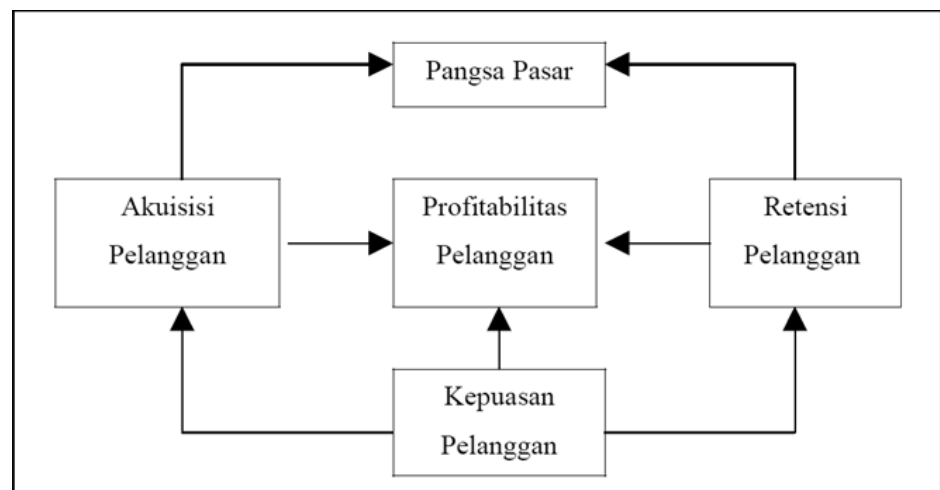 Pangsa Pasar
Akuisisi
Pelanggan
Profitabilitas
Pelanggan
Retensi
Pelanggan
Kepuasan
Pelanggan